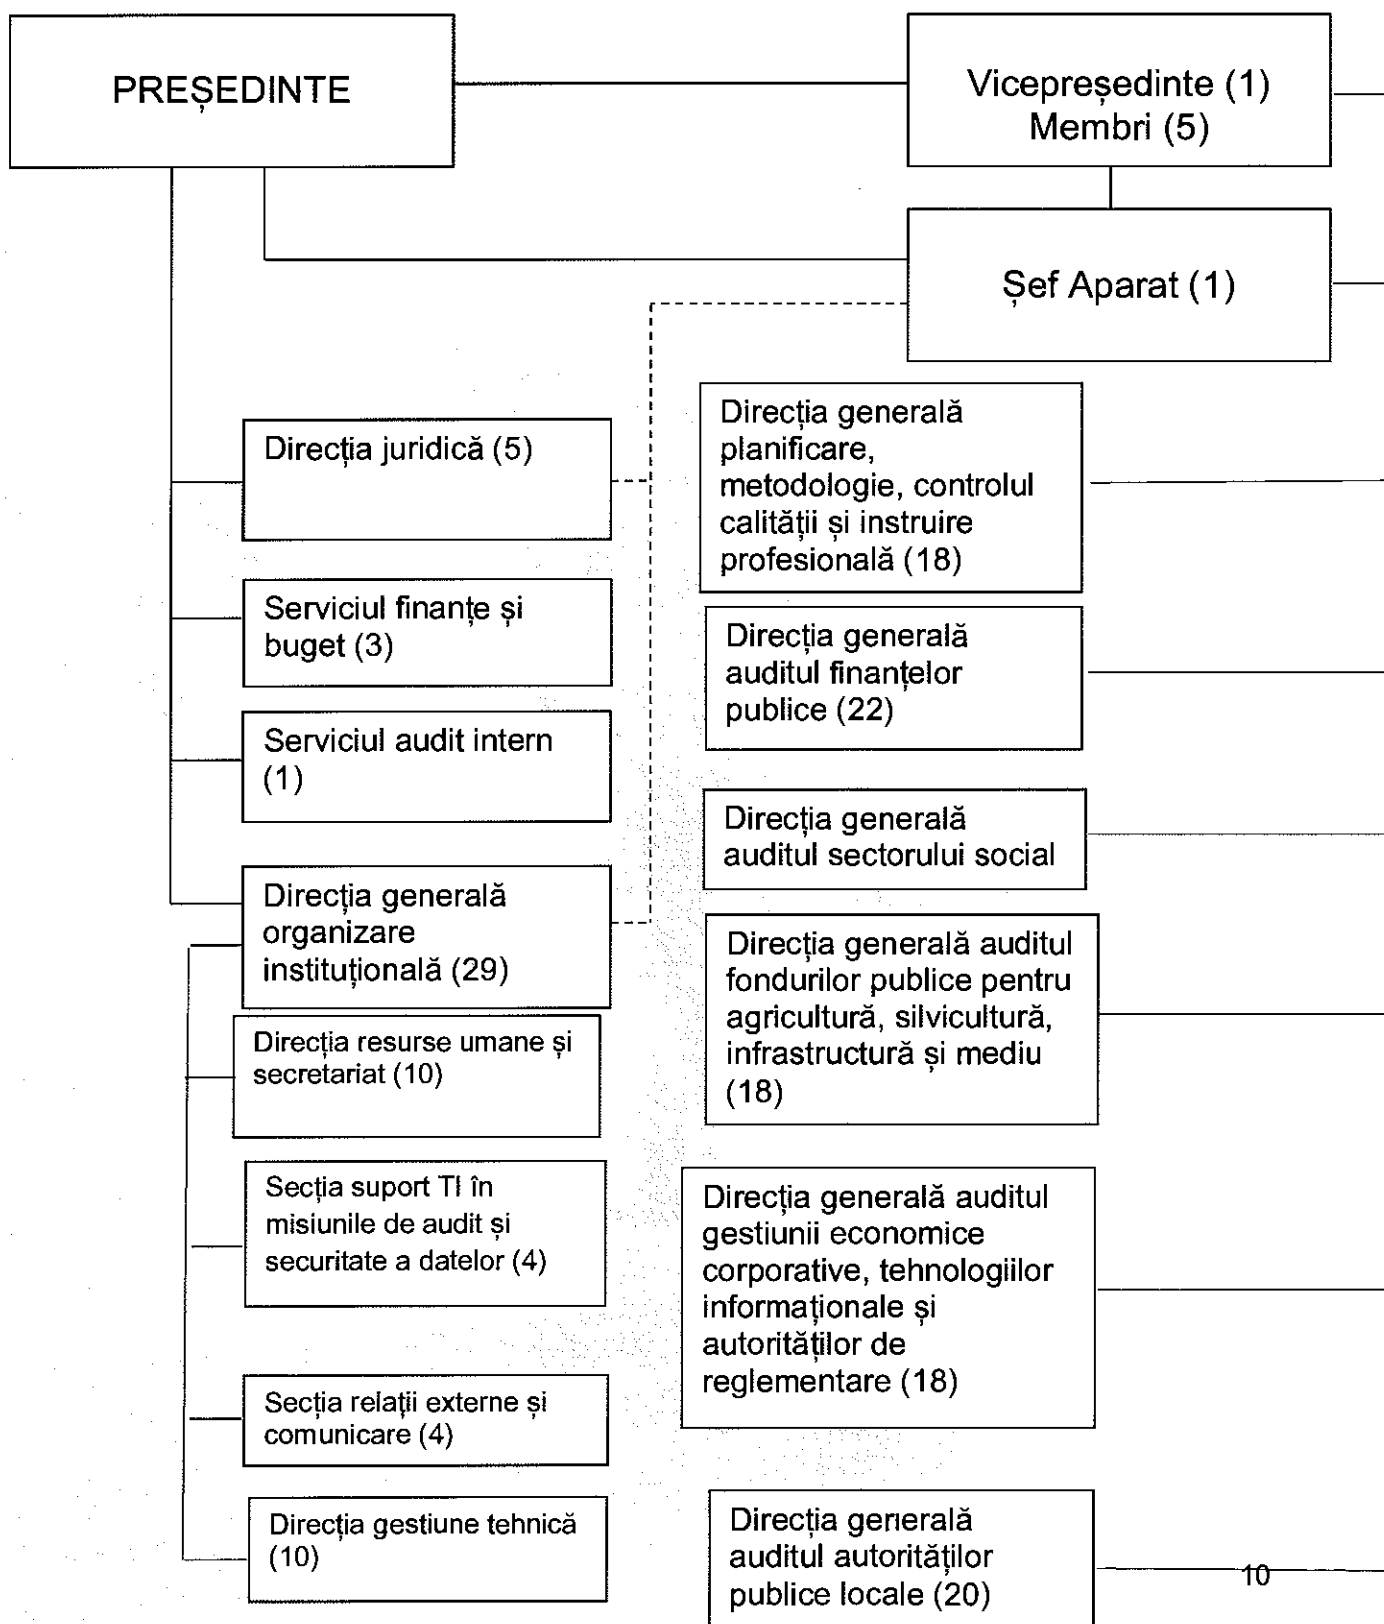 PREȘEDINTE
Vicepreședinte (1)
Membri (5)
Șef Aparat (1)
Direcția juridică (5)
Serviciul finanțe și
buget (3)
Serviciul audit intern
(1)
Direcția generală
organizare
instituțională (29)
Direcția resurse umane și
secretariat (10)
Secția suport TI în
misiunile de audit și
securitate a datelor (4)
Secția relații externe și
comunicare (4)
Direcția gestiune tehnică
(10)
Direcția generală
planificare,
metodologie, controlul
calității și instruire
profesională (18)
Direcția generală
auditul finanțelor
publice (22)
Direcția generală
auditul sectorului social
Direcția generală auditul
fondurilor publice pentru
agricultură, silvicultură,
infrastructură și mediu
(18)
Direcția generală auditul
gestiunii economice
corporative, tehnologiilor
informaționale și
autorităților de
reglementare (18)
Direcția generală
auditul autorităților
publice locale (20)
10